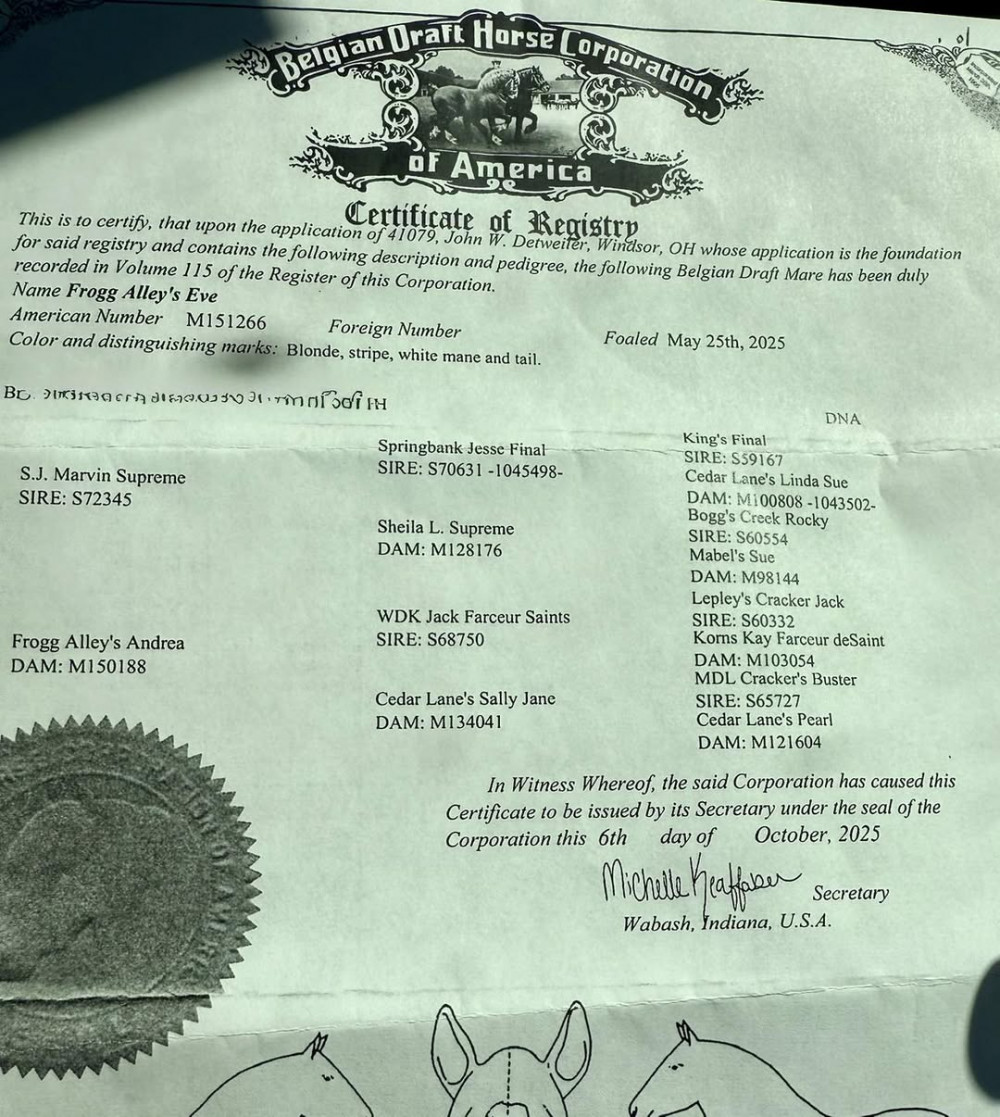 Belgian Draft Horse Corporation
of America
Certificate of Registry
This is to certify, that upon the application of 41079, John W. Detweiler, Windsor, OH whose application is the foundation
for said registry and contains the following description and pedigree, the following Belgian Draft Mare has been duly
recorded in Volume 115 of the Register of this Corporation.
Name Frogg Alley's Eve
American Number M151266 Foreign Number Foaled May 25th, 2025
Color and distinguishing marks: Blonde, stripe, white mane and tail.
DNA
S.J. Marvin Supreme
SIRE: S72345
Frogg Alley's Andrea
DAM: M150188
Springbank Jesse Final
SIRE: S70631 -1045498-
Sheila L. Supreme
DAM: M128176
WDK Jack Farceur Saints
SIRE: S68750
Cedar Lane's Sally Jane
DAM: M134041
King's Final
SIRE: S59167
Cedar Lane's Linda Sue
DAM: M100808 -1043502-
Bogg's Creek Rocky
SIRE: S60554
Mabel's Sue
DAM: M98144
Lepley's Cracker Jack
SIRE: S60332
Korns Kay Farceur deSaint
DAM: M103054
MDL Cracker's Buster
SIRE: S65727
Cedar Lane's Pearl
DAM: M121604
In Witness Whereof, the said Corporation has caused this
Certificate to be issued by its Secretary under the seal of the
Corporation this 6th day of October, 2025
Michelle Keaffaber Secretary
Wabash, Indiana, U.S.A.